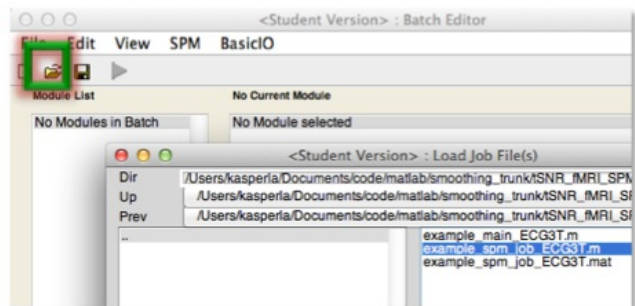 <Student Version> : Batch Editor
File Edit View SPM BasicIO
Module List
No Current Module
No Modules in Batch
No Module selected
<Student Version> : Load Job File(s)
Dir /Users/kasperla/Documents/code/matlab/smoothing_trunk/tSNR_fMRI_SPM
Up /Users/kasperla/Documents/code/matlab/smoothing_trunk/tSNR_fMRI_SP
Prev /Users/kasperla/Documents/code/matlab/smoothing_trunk/tSNR_fMRI_SP
..
example_main_ECG3T.m
example_spm_job_ECG3T.m
example_spm_job_ECG3T.mat